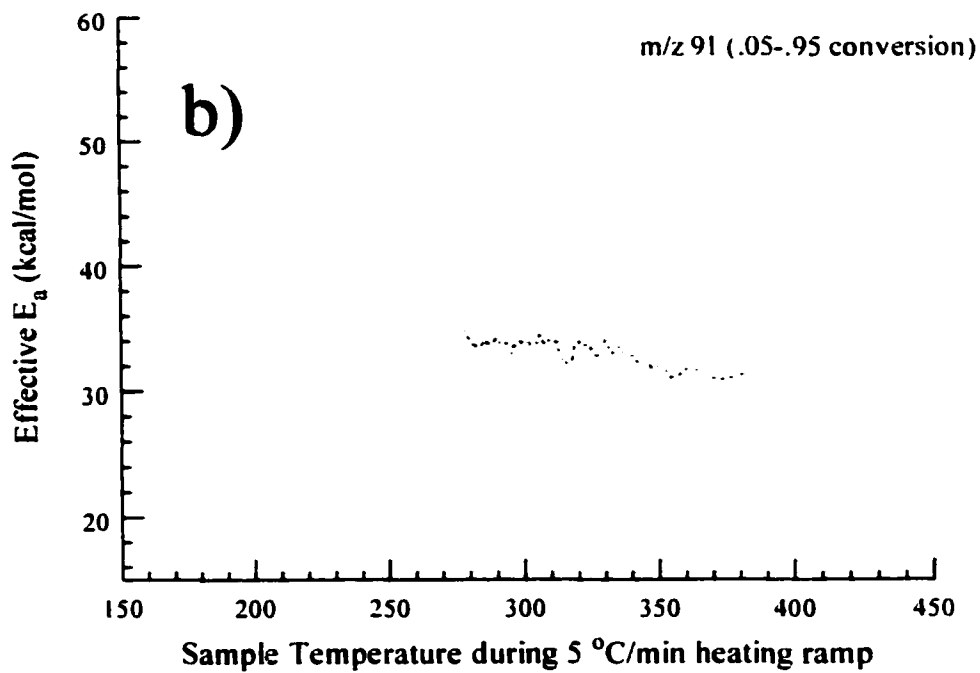 60
m/z 91 (.05-.95 conversion)
b)
50
40
30
20
Effective Eₐ (kcal/mol)
150 200 250 300 350 400 450
Sample Temperature during 5 °C/min heating ramp